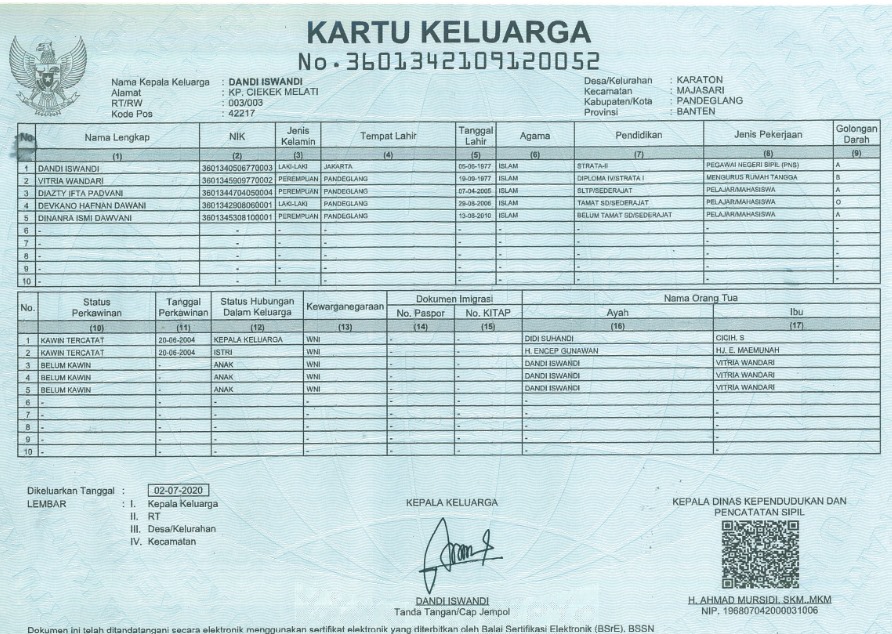 KARTU KELUARGA
No. 3601342109120052
Nama Kepala Keluarga : DANDI ISWANDI
Alamat : KP. CIEKEK MELATI
RT/RW : 003/003
Kode Pos : 42217
Desa/Kelurahan : KARATON
Kecamatan : MAJASARI
Kabupaten/Kota : PANDEGLANG
Provinsi : BANTEN
No Nama Lengkap NIK Jenis Kelamin Tempat Lahir Tanggal Lahir Agama Pendidikan Jenis Pekerjaan Golongan Darah
(1) (2) (3) (4) (5) (6) (7) (8) (9)
1 DANDI ISWANDI 3601340506770003 LAKI-LAKI JAKARTA 05-06-1977 ISLAM STRATA-II PEGAWAI NEGERI SIPIL (PNS) A
2 VITRIA WANDARI 3601345909770002 PEREMPUAN PANDEGLANG 19-09-1977 ISLAM DIPLOMA IV/STRATA I MENGURUS RUMAH TANGGA B
3 DIAZTY IFTA PADVANI 3601344704050004 PEREMPUAN PANDEGLANG 07-04-2005 ISLAM SLTP/SEDERAJAT PELAJAR/MAHASISWA A
4 DEVKANO HAFNAN DAWANI 3601342908060001 LAKI-LAKI PANDEGLANG 29-08-2006 ISLAM TAMAT SD/SEDERAJAT PELAJAR/MAHASISWA O
5 DINANRA ISMI DAWVANI 3601345308100001 PEREMPUAN PANDEGLANG 13-08-2010 ISLAM BELUM TAMAT SD/SEDERAJAT PELAJAR/MAHASISWA A
6 - - - - - - - - -
7 - - - - - - - - -
8 - - - - - - - - -
9 - - - - - - - - -
10 - - - - - - - - -
No. Status Perkawinan Tanggal Perkawinan Status Hubungan Dalam Keluarga Kewarganegaraan Dokumen Imigrasi Nama Orang Tua
No. Paspor No. KITAP Ayah Ibu
(10) (11) (12) (13) (14) (15) (16) (17)
1 KAWIN TERCATAT 20-06-2004 KEPALA KELUARGA WNI - - DIDI SUHANDI CICIH. S
2 KAWIN TERCATAT 20-06-2004 ISTRI WNI - - H. ENCEP GUNAWAN HJ. E. MAEMUNAH
3 BELUM KAWIN - ANAK WNI - - DANDI ISWANDI VITRIA WANDARI
4 BELUM KAWIN - ANAK WNI - - DANDI ISWANDI VITRIA WANDARI
5 BELUM KAWIN - ANAK WNI - - DANDI ISWANDI VITRIA WANDARI
6 - - - - - - - -
7 - - - - - - - -
8 - - - - - - - -
9 - - - - - - - -
10 - - - - - - - -
Dikeluarkan Tanggal : 02-07-2020
LEMBAR : I. Kepala Keluarga
II. RT
III. Desa/Kelurahan
IV. Kecamatan
KEPALA KELUARGA
DANDI ISWANDI
Tanda Tangan/Cap Jempol
KEPALA DINAS KEPENDUDUKAN DAN
PENCATATAN SIPIL
H. AHMAD MURSIDI, SKM.,MKM
NIP. 196807042000031006
Dokumen ini telah ditandatangani secara elektronik menggunakan sertifikat elektronik yang diterbitkan oleh Balai Sertifikasi Elektronik (BSrE), BSSN